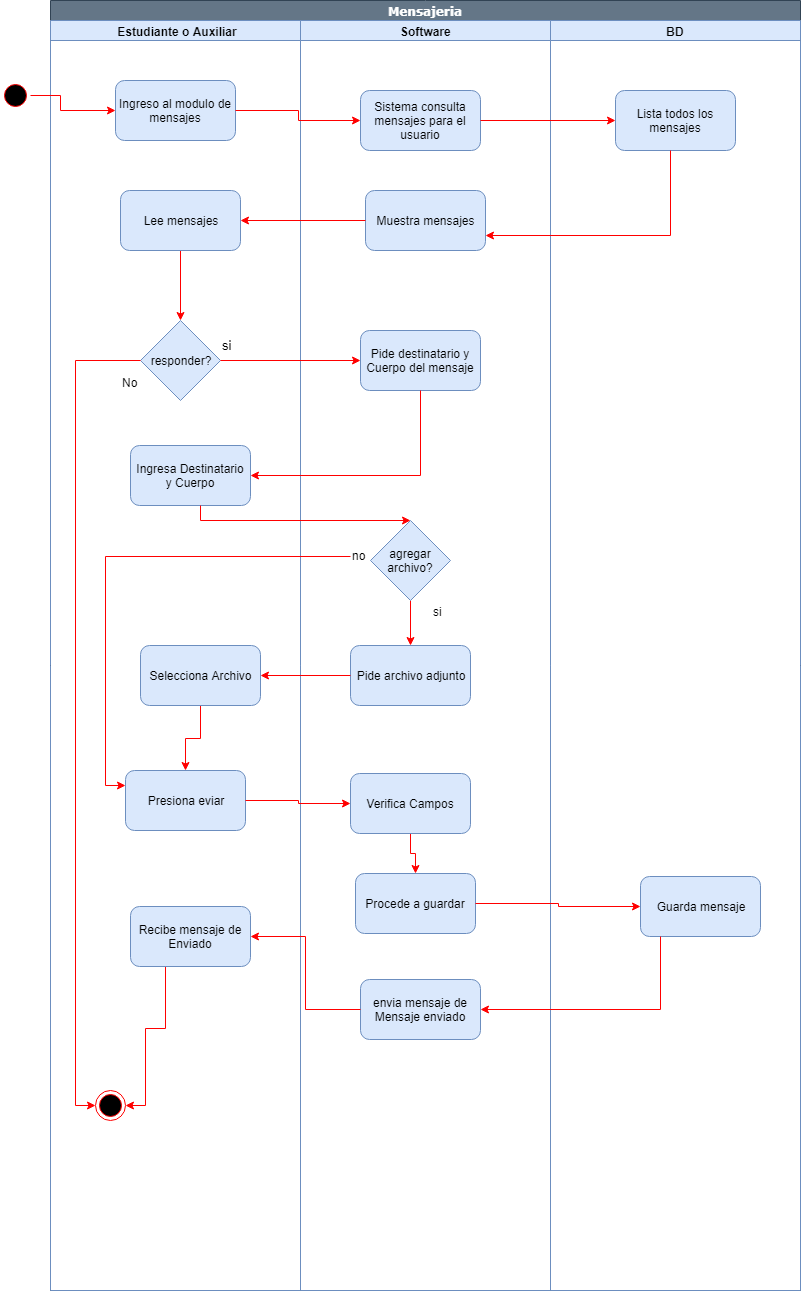 Mensajeria
Estudiante o Auxiliar
Software
BD
Ingreso al modulo de
mensajes
Sistema consulta
mensajes para el
usuario
Lista todos los
mensajes
Lee mensajes
Muestra mensajes
responder?
si
No
Pide destinatario y
Cuerpo del mensaje
Ingresa Destinatario
y Cuerpo
agregar
archivo?
no
si
Selecciona Archivo
Pide archivo adjunto
Presiona eviar
Verifica Campos
Procede a guardar
Guarda mensaje
Recibe mensaje de
Enviado
envia mensaje de
Mensaje enviado